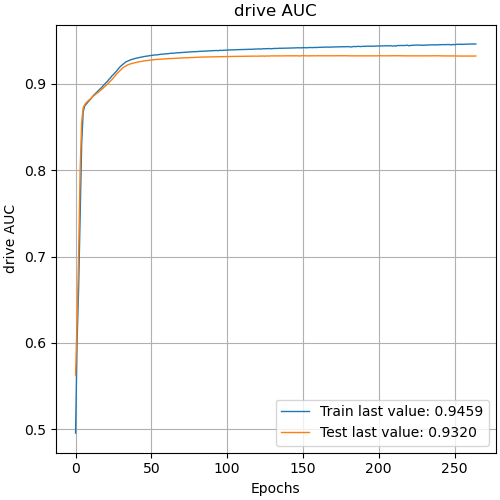 drive AUC
drive AUC
0.9
0.8
0.7
0.6
0.5
Train last value: 0.9459
Test last value: 0.9320
0 50 100 150 200 250
Epochs